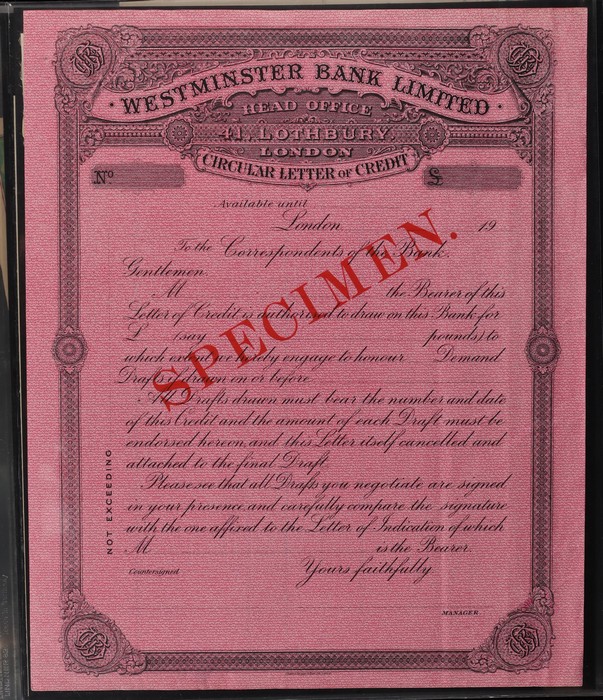 WESTMINSTER BANK LIMITED
HEAD OFFICE
41, LOTHBURY,
LONDON
CIRCULAR LETTER OF CREDIT
No £
Available until
London 19
To the Correspondents of the Bank.
Gentlemen.
M the Bearer of this
Letter of Credit is authorized to draw on this Bank for
£ (say pounds) to
which extent we hereby engage to honour Demand
Drafts if drawn on or before
All Drafts drawn must bear the number and date
of this Credit and the amount of each Draft must be
endorsed hereon, and this Letter itself cancelled and
attached to the final Draft.
Please see that all Drafts you negotiate are signed
in your presence, and carefully compare the signature
with the one affixed to the Letter of Indication of which
M is the Bearer.
Countersigned Yours faithfully
MANAGER
NOT EXCEEDING
SPECIMEN.